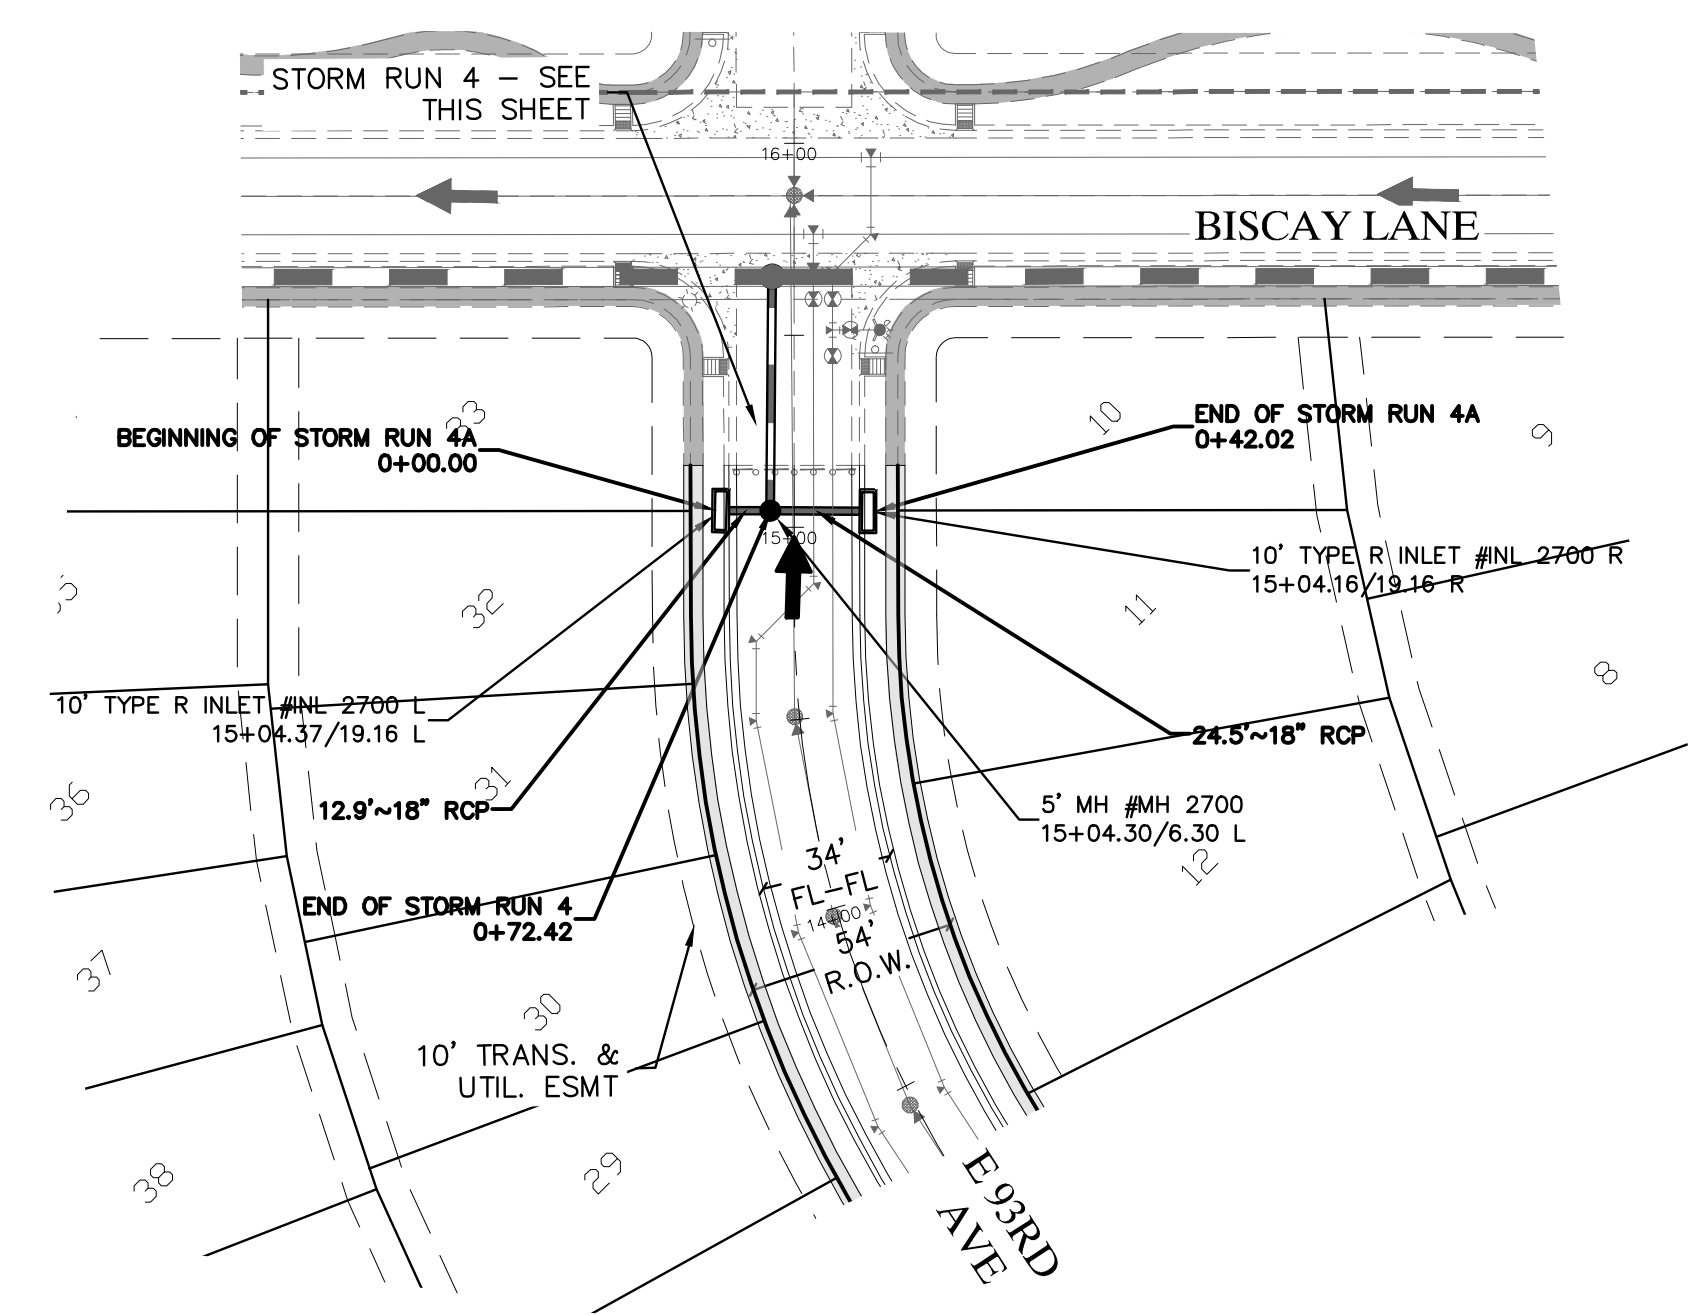 STORM RUN 4 – SEE
THIS SHEET
16+00
BISCAY LANE
33
BEGINNING OF STORM RUN 4A
0+00.00
10
END OF STORM RUN 4A
0+42.02
9
15+00
10' TYPE R INLET #INL 2700 R
15+04.16/19.16 R
32
11
8
10' TYPE R INLET #INL 2700 L
15+04.37/19.16 L
24.5'~18" RCP
36
31
12.9'~18" RCP
5' MH #MH 2700
15+04.30/6.30 L
34'
FL–FL
12
END OF STORM RUN 4
0+72.42
14+00
54'
R.O.W.
37
30
10' TRANS. &
UTIL. ESMT
38
29
E 93RD
AVE